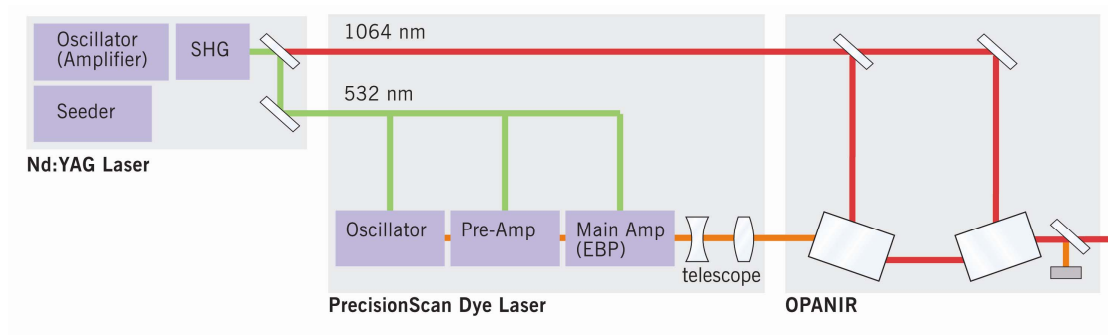 Oscillator
(Amplifier)
SHG
Seeder
Nd:YAG Laser
1064 nm
532 nm
Oscillator
Pre-Amp
Main Amp
(EBP)
telescope
PrecisionScan Dye Laser
OPANIR